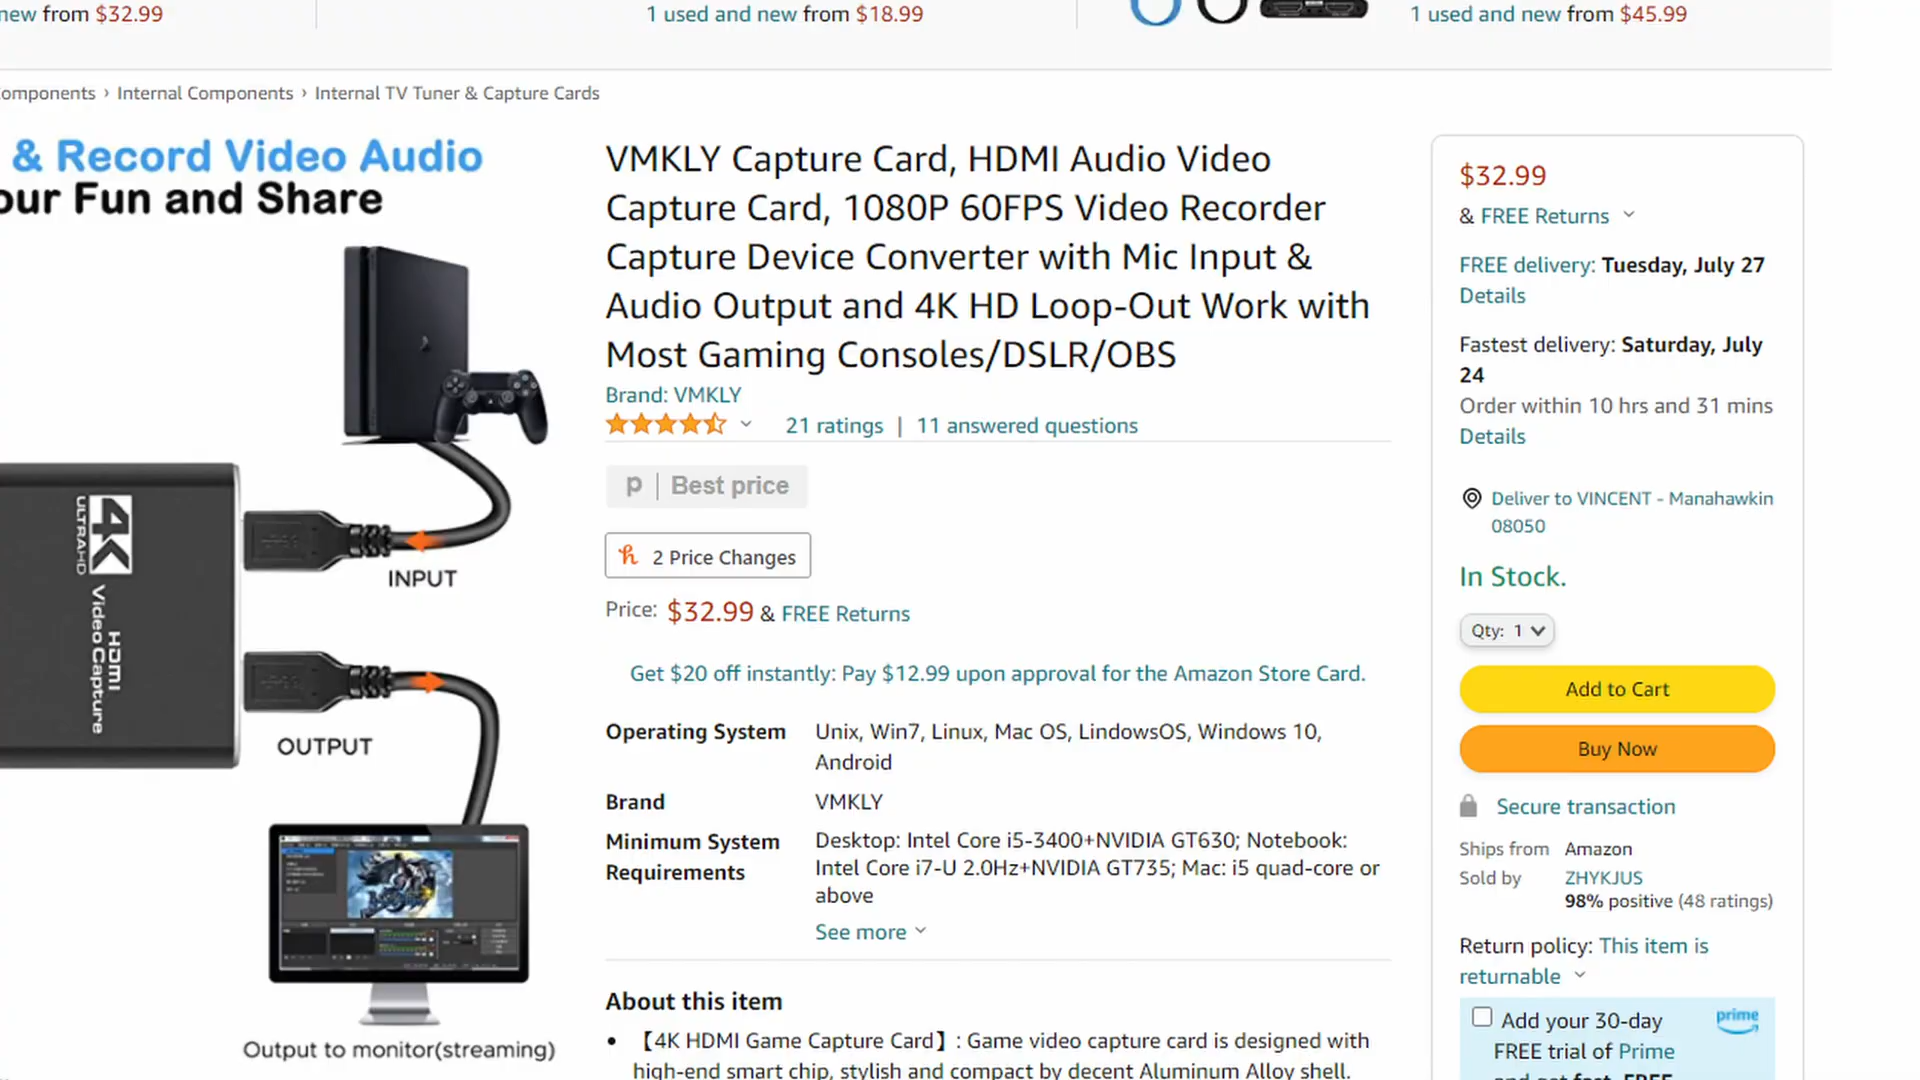 new from $32.99
1 used and new from $18.99
1 used and new from $45.99
omponents › Internal Components › Internal TV Tuner & Capture Cards
& Record Video Audio
our Fun and Share
4K
ULTRAHD
HDMI
Video Capture
INPUT
OUTPUT
Output to monitor(streaming)
VMKLY Capture Card, HDMI Audio Video
Capture Card, 1080P 60FPS Video Recorder
Capture Device Converter with Mic Input &
Audio Output and 4K HD Loop-Out Work with
Most Gaming Consoles/DSLR/OBS
Brand: VMKLY
21 ratings | 11 answered questions
p | Best price
h 2 Price Changes
Price: $32.99 & FREE Returns
Get $20 off instantly: Pay $12.99 upon approval for the Amazon Store Card.
Operating System Unix, Win7, Linux, Mac OS, LindowsOS, Windows 10,
Android
Brand VMKLY
Minimum System Desktop: Intel Core i5-3400+NVIDIA GT630; Notebook:
Requirements Intel Core i7-U 2.0Hz+NVIDIA GT735; Mac: i5 quad-core or
above
See more
About this item
• 【4K HDMI Game Capture Card】: Game video capture card is designed with
high-end smart chip, stylish and compact by decent Aluminum Alloy shell.
$32.99
& FREE Returns
FREE delivery: Tuesday, July 27
Details
Fastest delivery: Saturday, July
24
Order within 10 hrs and 31 mins
Details
Deliver to VINCENT - Manahawkin
08050
In Stock.
Qty: 1
Add to Cart
Buy Now
Secure transaction
Ships from Amazon
Sold by ZHYKJUS
98% positive (48 ratings)
Return policy: This item is
returnable
Add your 30-day prime
FREE trial of Prime
and get fast, FREE